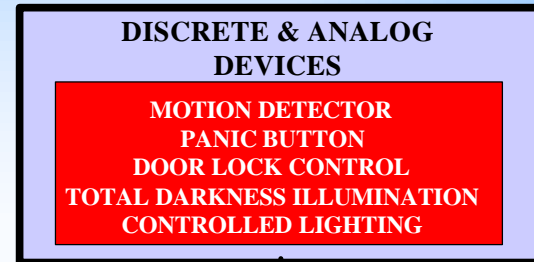 DISCRETE & ANALOG
DEVICES
MOTION DETECTOR
PANIC BUTTON
DOOR LOCK CONTROL
TOTAL DARKNESS ILLUMINATION
CONTROLLED LIGHTING